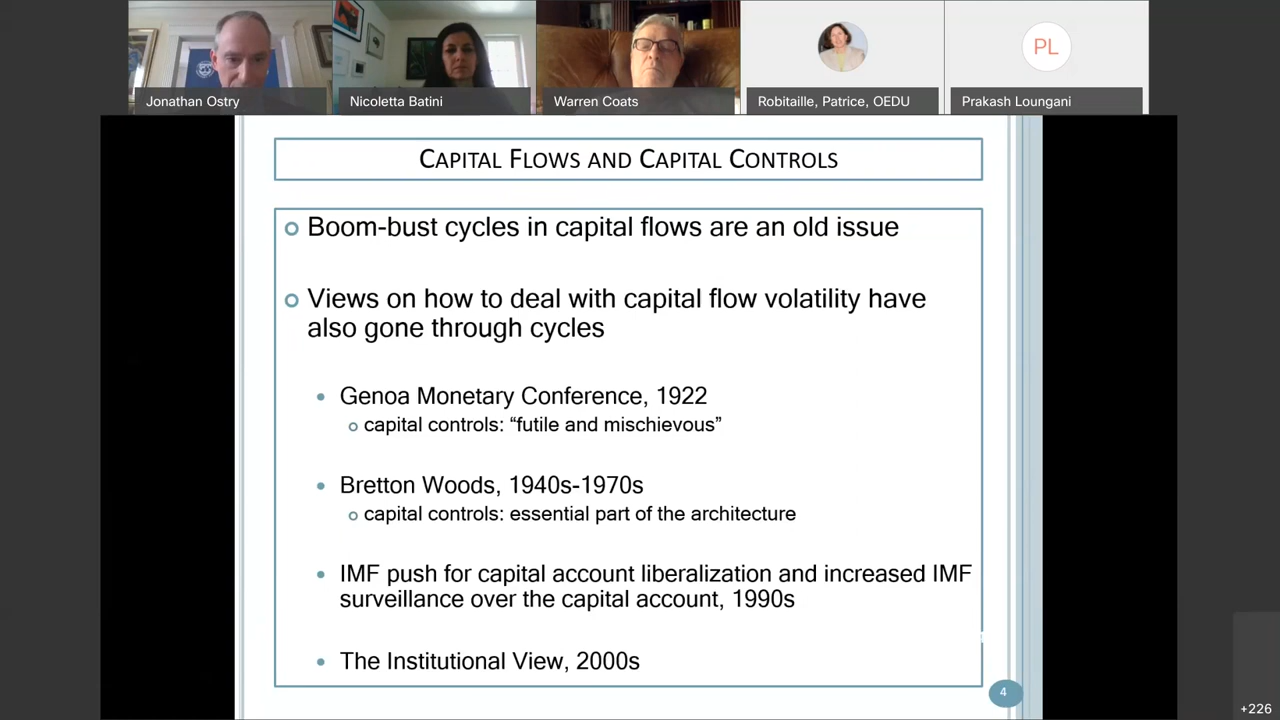 Jonathan Ostry
Nicoletta Batini
Warren Coats
Robitaille, Patrice, OEDU
PL
Prakash Loungani
CAPITAL FLOWS AND CAPITAL CONTROLS
Boom-bust cycles in capital flows are an old issue
Views on how to deal with capital flow volatility have
also gone through cycles
Genoa Monetary Conference, 1922
capital controls: “futile and mischievous”
Bretton Woods, 1940s-1970s
capital controls: essential part of the architecture
IMF push for capital account liberalization and increased IMF
surveillance over the capital account, 1990s
The Institutional View, 2000s
4
+226